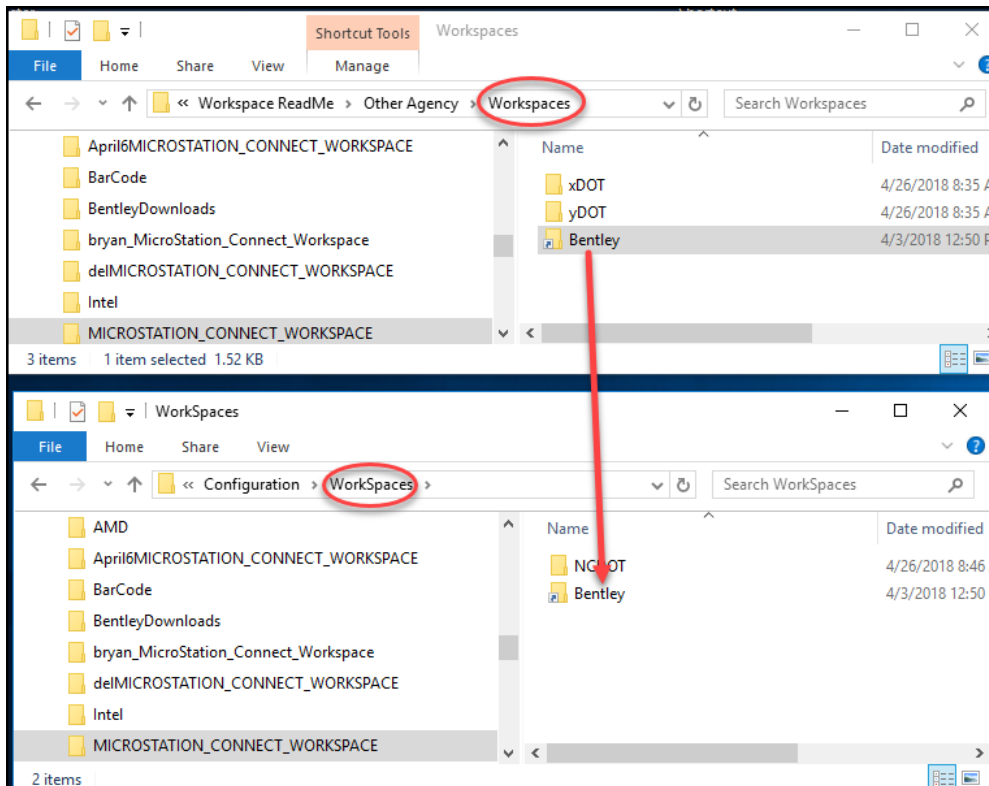 Shortcut Tools Workspaces
File Home Share View Manage
« Workspace ReadMe › Other Agency › Workspaces Search Workspaces
April6MICROSTATION_CONNECT_WORKSPACE
BarCode
BentleyDownloads
bryan_MicroStation_Connect_Workspace
delMICROSTATION_CONNECT_WORKSPACE
Intel
MICROSTATION_CONNECT_WORKSPACE
Name Date modified
xDOT 4/26/2018 8:35 A
yDOT 4/26/2018 8:35 A
Bentley 4/3/2018 12:50 P
3 items 1 item selected 1.52 KB
WorkSpaces
File Home Share View
« Configuration › WorkSpaces › Search WorkSpaces
AMD
April6MICROSTATION_CONNECT_WORKSPACE
BarCode
BentleyDownloads
bryan_MicroStation_Connect_Workspace
delMICROSTATION_CONNECT_WORKSPACE
Intel
MICROSTATION_CONNECT_WORKSPACE
Name Date modified
4/26/2018 8:46
Bentley 4/3/2018 12:50
2 items